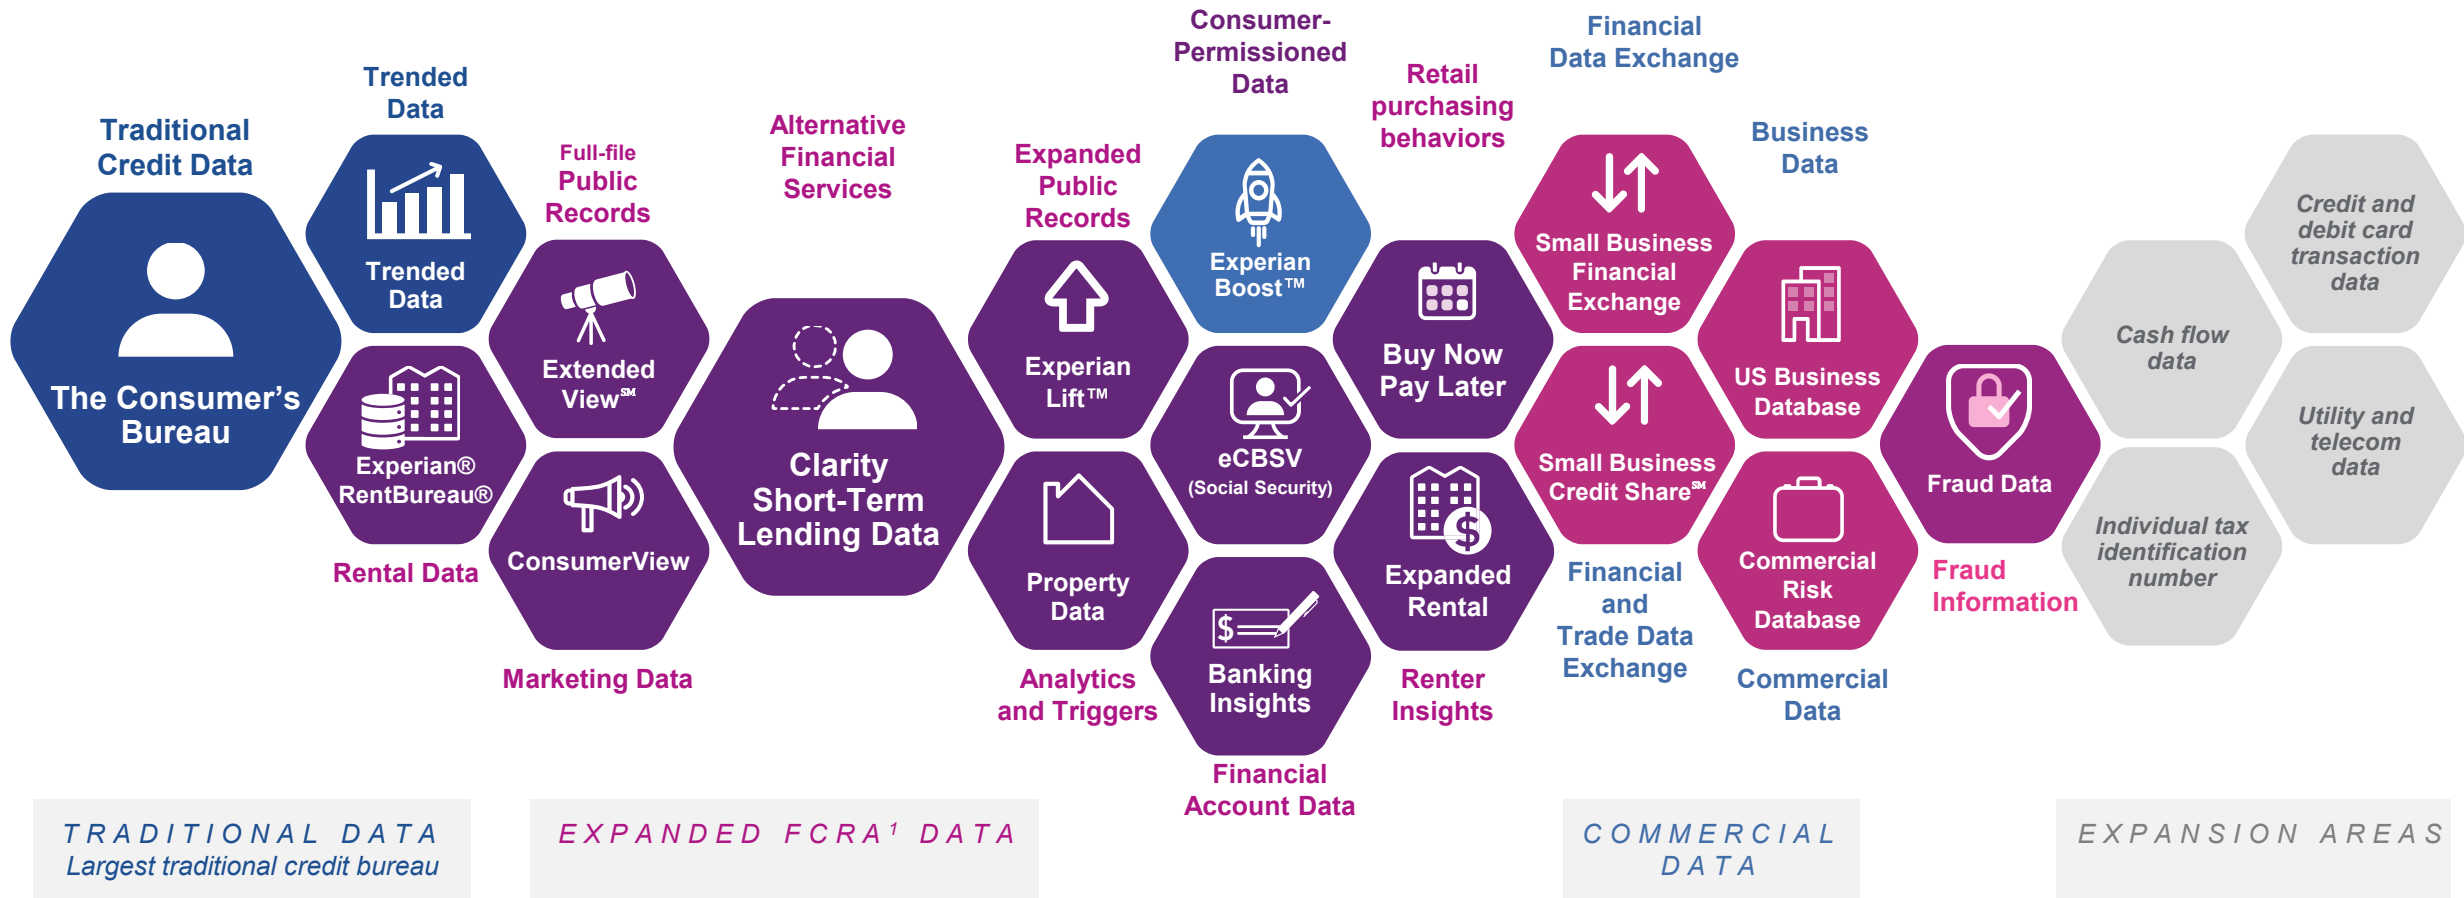 Traditional
Credit Data
The Consumer’s
Bureau
Trended
Data
Trended
Data
Experian®
RentBureau®
Rental Data
Full-file
Public
Records
Extended
View℠
ConsumerView
Marketing Data
Alternative
Financial
Services
Clarity
Short-Term
Lending Data
Expanded
Public
Records
Experian
Lift™
Property
Data
Analytics
and Triggers
Consumer-
Permissioned
Data
Experian
Boost™
eCBSV
(Social Security)
$
Banking
Insights
Financial
Account Data
Retail
purchasing
behaviors
Buy Now
Pay Later
$
Expanded
Rental
Renter
Insights
Financial
Data Exchange
Small Business
Financial
Exchange
Small Business
Credit Share℠
Financial
and
Trade Data
Exchange
Business
Data
US Business
Database
Commercial
Risk
Database
Commercial
Data
Fraud Data
Fraud
Information
Cash flow
data
Individual tax
identification
number
Credit and
debit card
transaction
data
Utility and
telecom
data
TRADITIONAL DATA
Largest traditional credit bureau
EXPANDED FCRA¹ DATA
COMMERCIAL
DATA
EXPANSION AREAS